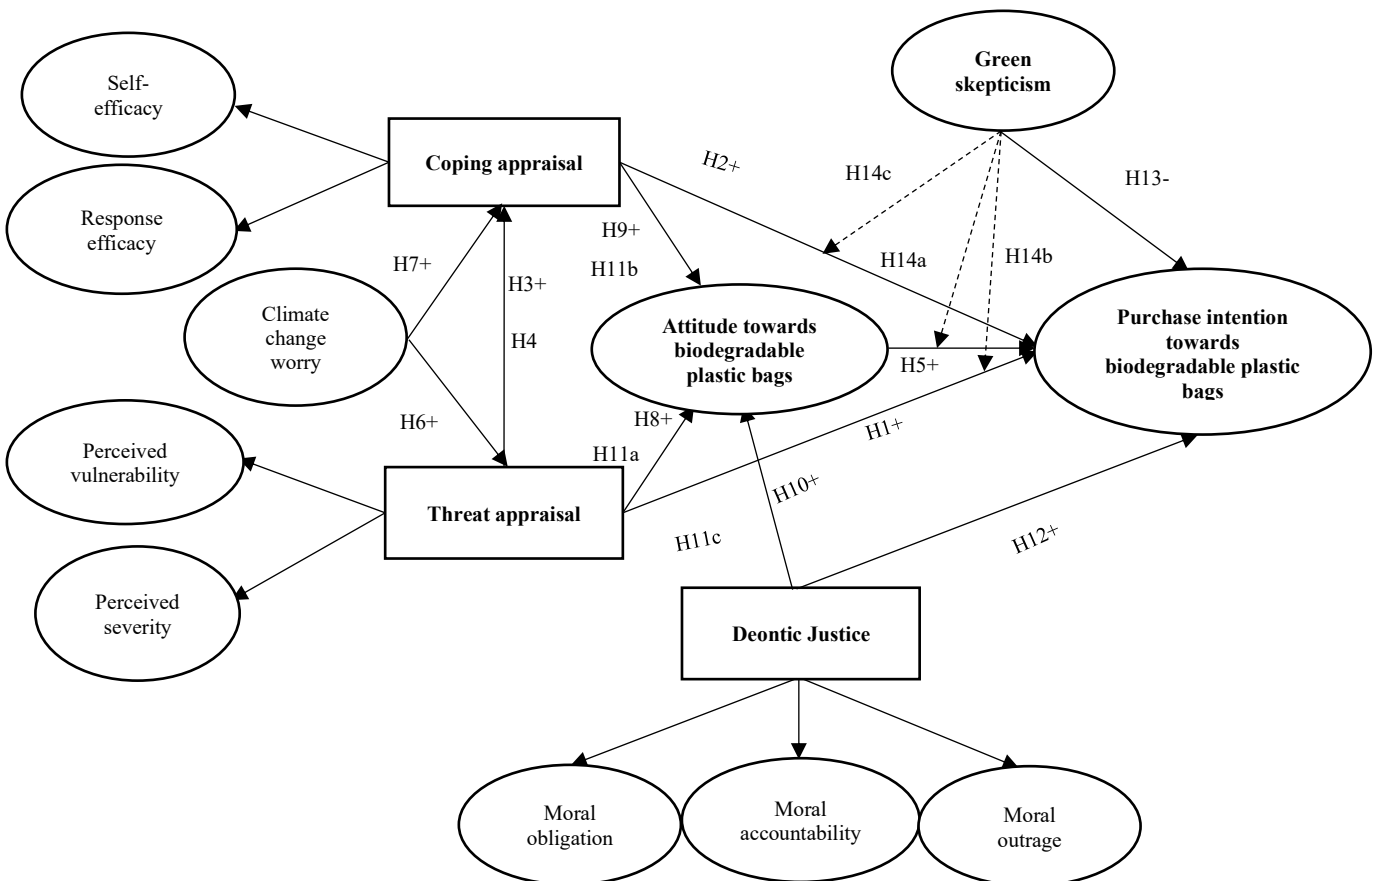 Self-
efficacy
Green
skepticism
Coping appraisal
H2+
H14c
H13-
Response
efficacy
H9+
H7+
H11b
H14a
H14b
H3+
Climate
change
worry
H4
Attitude towards
biodegradable
plastic bags
H5+
Purchase intention
towards
biodegradable plastic
bags
H6+
H8+
H1+
H11a
Perceived
vulnerability
Threat appraisal
H10+
H11c
H12+
Perceived
severity
Deontic Justice
Moral
obligation
Moral
accountability
Moral
outrage